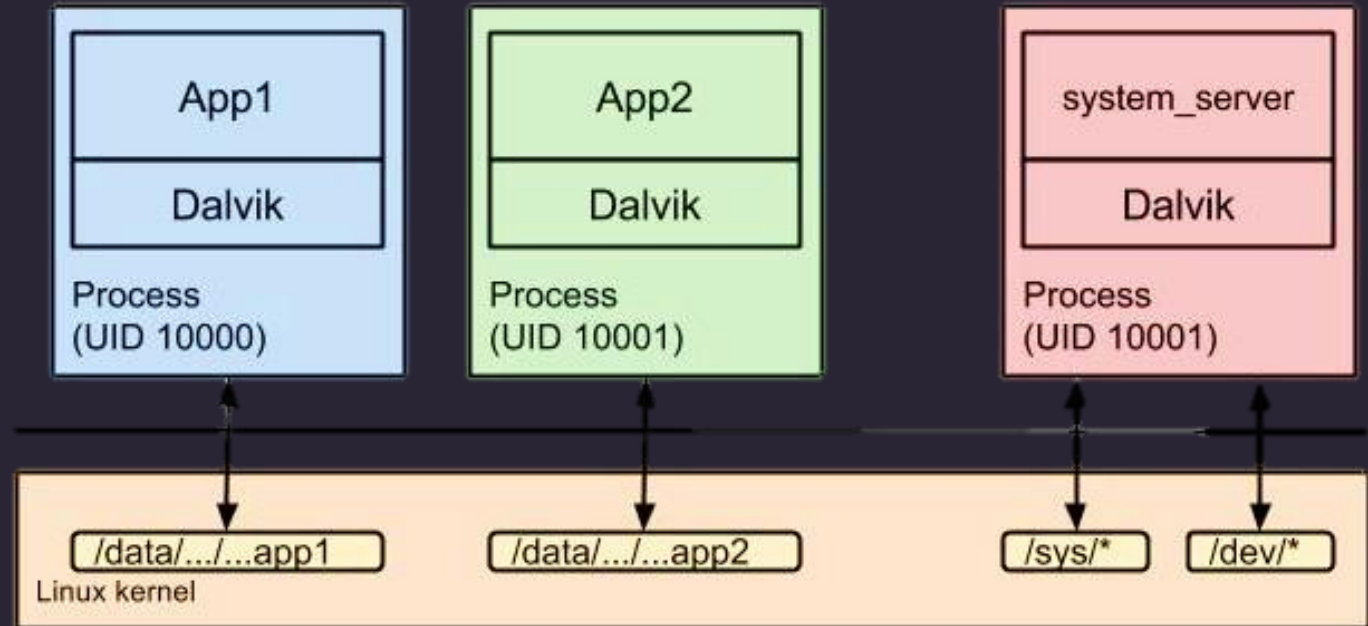 App1
Dalvik
Process
(UID 10000)
App2
Dalvik
Process
(UID 10001)
system_server
Dalvik
Process
(UID 10001)
/data/.../...app1
/data/.../...app2
/sys/*
/dev/*
Linux kernel